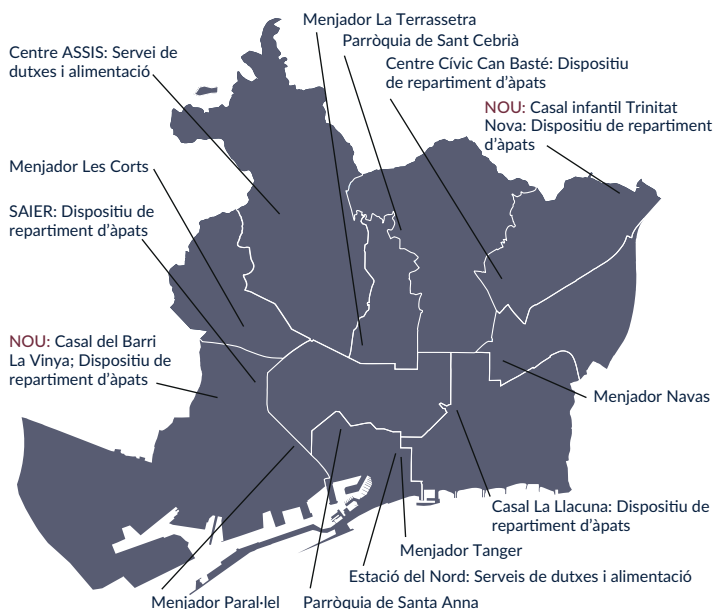 Menjador La Terrassetra
Parròquia de Sant Cebrià
Centre ASSIS: Servei de
dutxes i alimentació
Centre Cívic Can Basté: Dispositiu
de repartiment d'àpats
NOU: Casal infantil Trinitat
Nova: Dispositiu de repartiment
d'àpats
Menjador Les Corts
SAIER: Dispositiu de
repartiment d'àpats
NOU: Casal del Barri
La Vinya; Dispositiu de
repartiment d'àpats
Menjador Navas
Casal La Llacuna: Dispositiu de
repartiment d'àpats
Menjador Tanger
Estació del Nord: Serveis de dutxes i alimentació
Menjador Paral·lel
Parròquia de Santa Anna